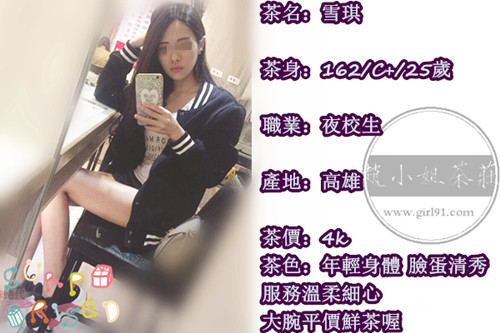 茶名：雪琪
茶身：162/C+/25歲
職業：夜校生
產地：高雄
茶價：4k
茶色：年輕身體 臉蛋清秀
服務溫柔細心
大腕平價鮮茶喔
小姐茶莊
www.girl91.com
SURP
RISED